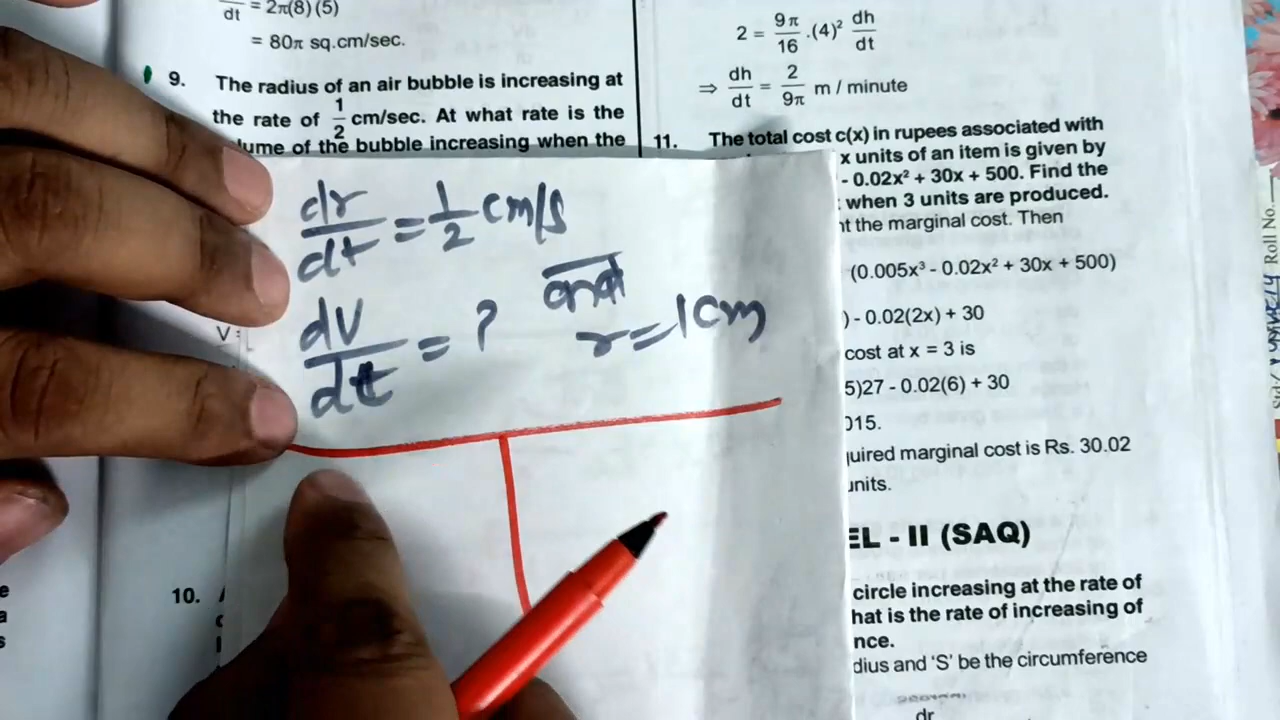 dt = 2π(8)(5)
= 80π sq.cm/sec.
9. The radius of an air bubble is increasing at
the rate of 1/2 cm/sec. At what rate is the
lume of the bubble increasing when the
dr/dt = 1/2 cm/s
dV/dt = ? and
r = 1cm
V =
10.
2 = 9π/16 .(4)² dh/dt
⇒ dh/dt = 2/9π m / minute
11. The total cost c(x) in rupees associated with
x units of an item is given by
- 0.02x² + 30x + 500. Find the
when 3 units are produced.
nt the marginal cost. Then
(0.005x³ - 0.02x² + 30x + 500)
) - 0.02(2x) + 30
cost at x = 3 is
5)27 - 0.02(6) + 30
015.
quired marginal cost is Rs. 30.02
units.
EL - II (SAQ)
circle increasing at the rate of
hat is the rate of increasing of
nce.
dius and 'S' be the circumference
dr
Roll No.